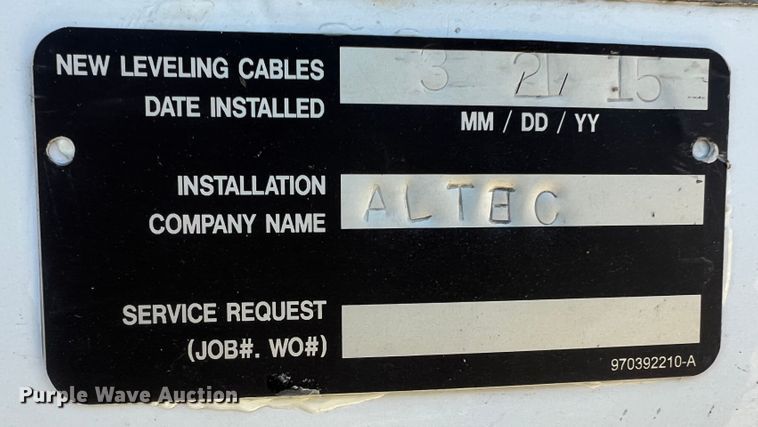 NEW LEVELING CABLES 3 21 15
DATE INSTALLED
MM / DD / YY
INSTALLATION
COMPANY NAME ALTEC
SERVICE REQUEST
(JOB#. WO#)
970392210-A
Purple Wave Auction